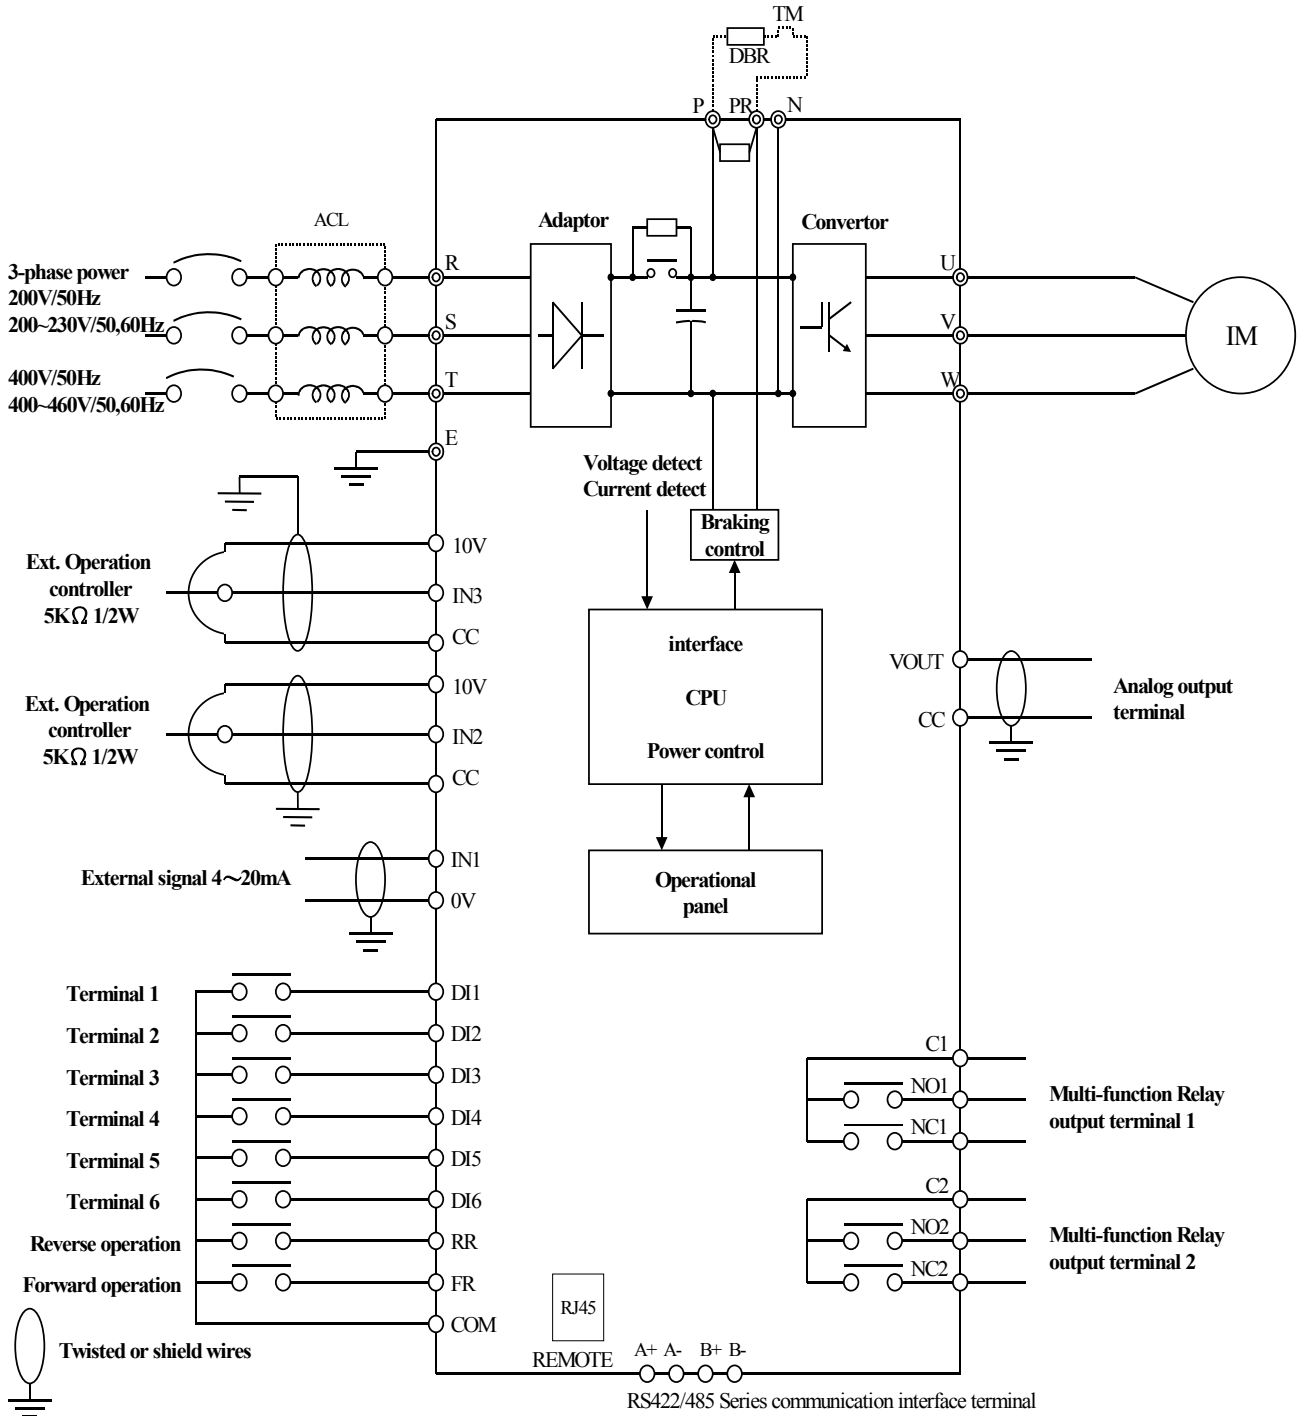 TM
DBR
P PR N
ACL
Adaptor
Convertor
3-phase power
200V/50Hz
200~230V/50,60Hz
400V/50Hz
400~460V/50,60Hz
R
S
T
E
U
V
W
IM
Voltage detect
Current detect
Braking
control
Ext. Operation
controller
5KΩ 1/2W
10V
IN3
CC
Ext. Operation
controller
5KΩ 1/2W
10V
IN2
CC
interface
CPU
Power control
VOUT
CC
Analog output
terminal
External signal 4～20mA
IN1
0V
Operational
panel
Terminal 1
DI1
Terminal 2
DI2
Terminal 3
DI3
Terminal 4
DI4
Terminal 5
DI5
Terminal 6
DI6
Reverse operation
RR
Forward operation
FR
COM
C1
NO1
NC1
Multi-function Relay
output terminal 1
C2
NO2
NC2
Multi-function Relay
output terminal 2
Twisted or shield wires
RJ45
REMOTE
A+ A- B+ B-
RS422/485 Series communication interface terminal